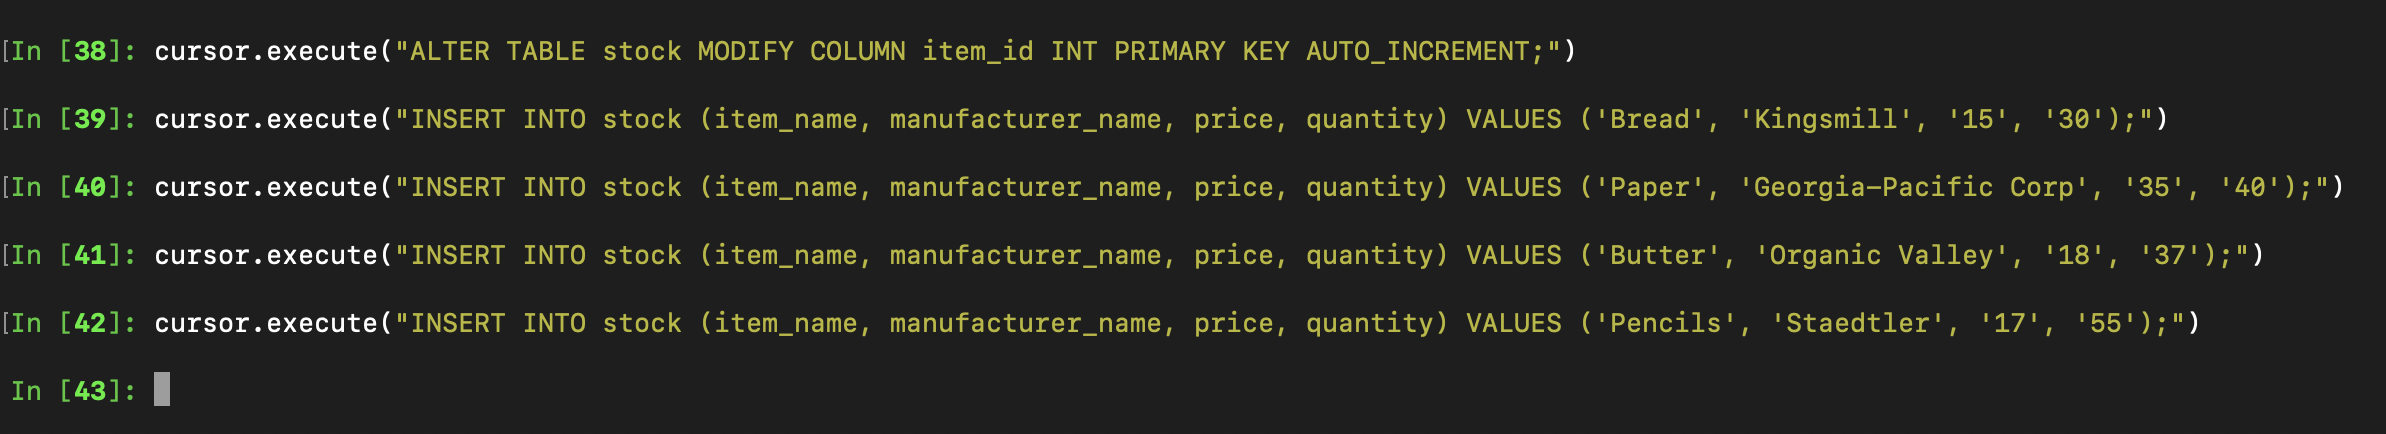 [In [38]: cursor.execute("ALTER TABLE stock MODIFY COLUMN item_id INT PRIMARY KEY AUTO_INCREMENT;")
[In [39]: cursor.execute("INSERT INTO stock (item_name, manufacturer_name, price, quantity) VALUES ('Bread', 'Kingsmill', '15', '30');")
[In [40]: cursor.execute("INSERT INTO stock (item_name, manufacturer_name, price, quantity) VALUES ('Paper', 'Georgia-Pacific Corp', '35', '40');")
[In [41]: cursor.execute("INSERT INTO stock (item_name, manufacturer_name, price, quantity) VALUES ('Butter', 'Organic Valley', '18', '37');")
[In [42]: cursor.execute("INSERT INTO stock (item_name, manufacturer_name, price, quantity) VALUES ('Pencils', 'Staedtler', '17', '55');")
In [43]: